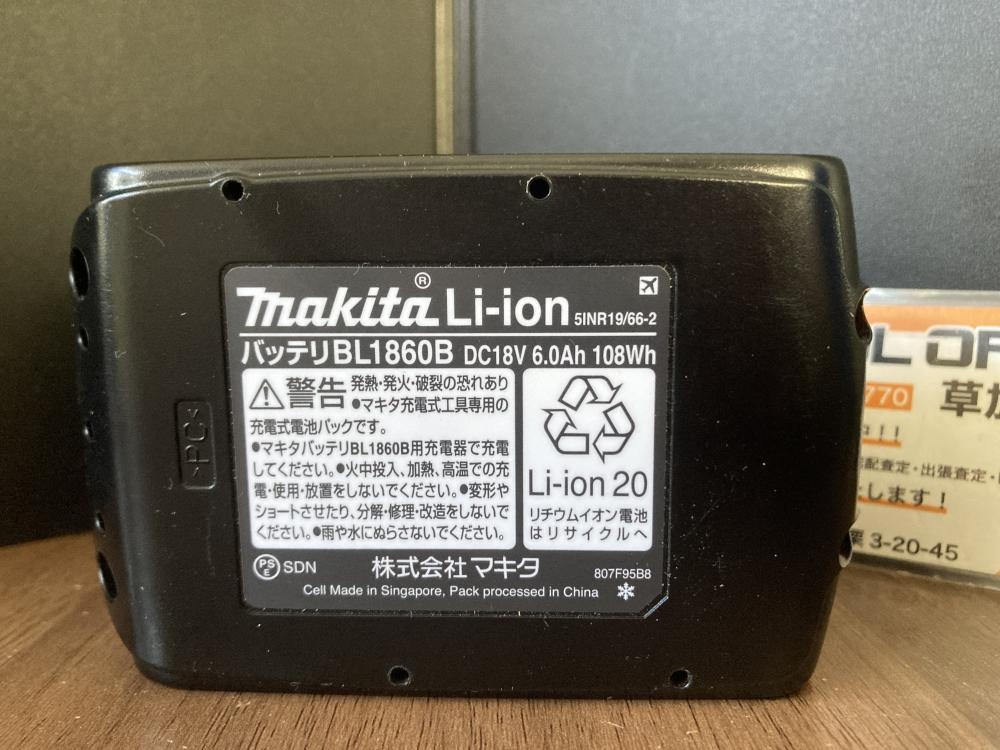 makita® Li-ion 5INR19/66-2
バッテリBL1860B DC18V 6.0Ah 108Wh
警告 発熱・発火・破裂の恐れあり
●マキタ充電式工具専用の
充電式電池パックです。
●マキタバッテリBL1860B用充電器で充電
してください。●火中投入、加熱、高温での充
電・使用・放置をしないでください。●変形や
ショートさせたり、分解・修理・改造をしないで
ください。●雨や水にぬらさないでください。
Li-ion 20
リチウムイオン電池
はリサイクルへ
PSE SDN 株式会社マキタ 807F95B8
Cell Made in Singapore, Pack processed in China
>PC<
770
!!
宅配査定・出張査定・
します!
3-20-45